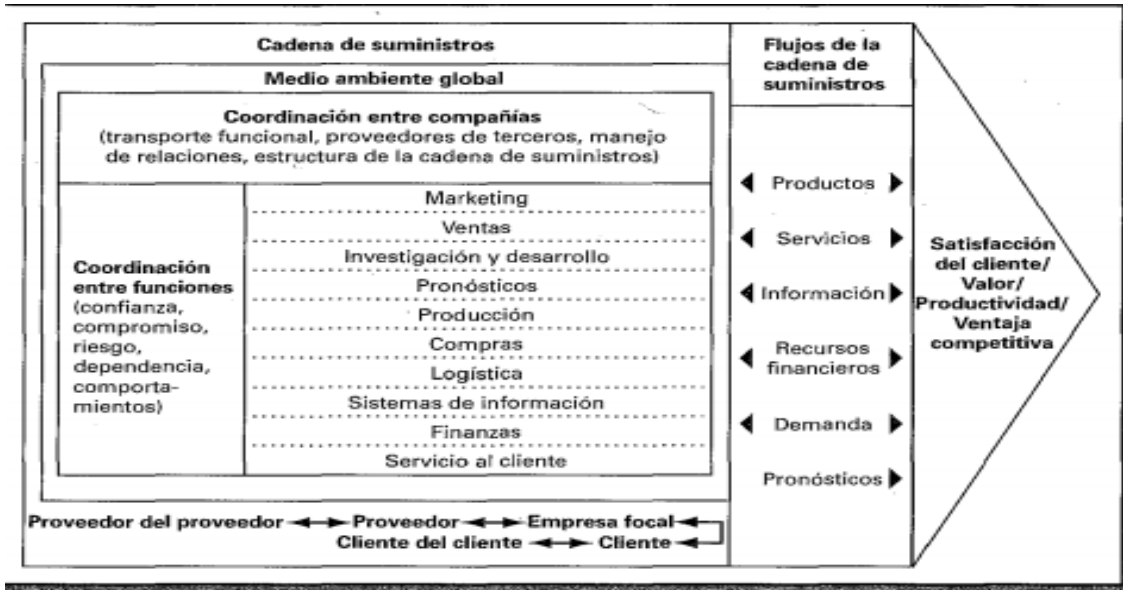 Cadena de suministros
Medio ambiente global
Coordinación entre compañías
(transporte funcional, proveedores de terceros, manejo
de relaciones, estructura de la cadena de suministros)
Coordinación
entre funciones
(confianza,
compromiso,
riesgo,
dependencia,
comporta-
mientos)
Marketing
Ventas
Investigación y desarrollo
Pronósticos
Producción
Compras
Logística
Sistemas de información
Finanzas
Servicio al cliente
Proveedor del proveedor Proveedor Empresa focal
Cliente del cliente Cliente
Flujos de la
cadena de
suministros
Productos
Servicios
Información
Recursos
financieros
Demanda
Pronósticos
Satisfacción
del cliente/
Valor/
Productividad/
Ventaja
competitiva